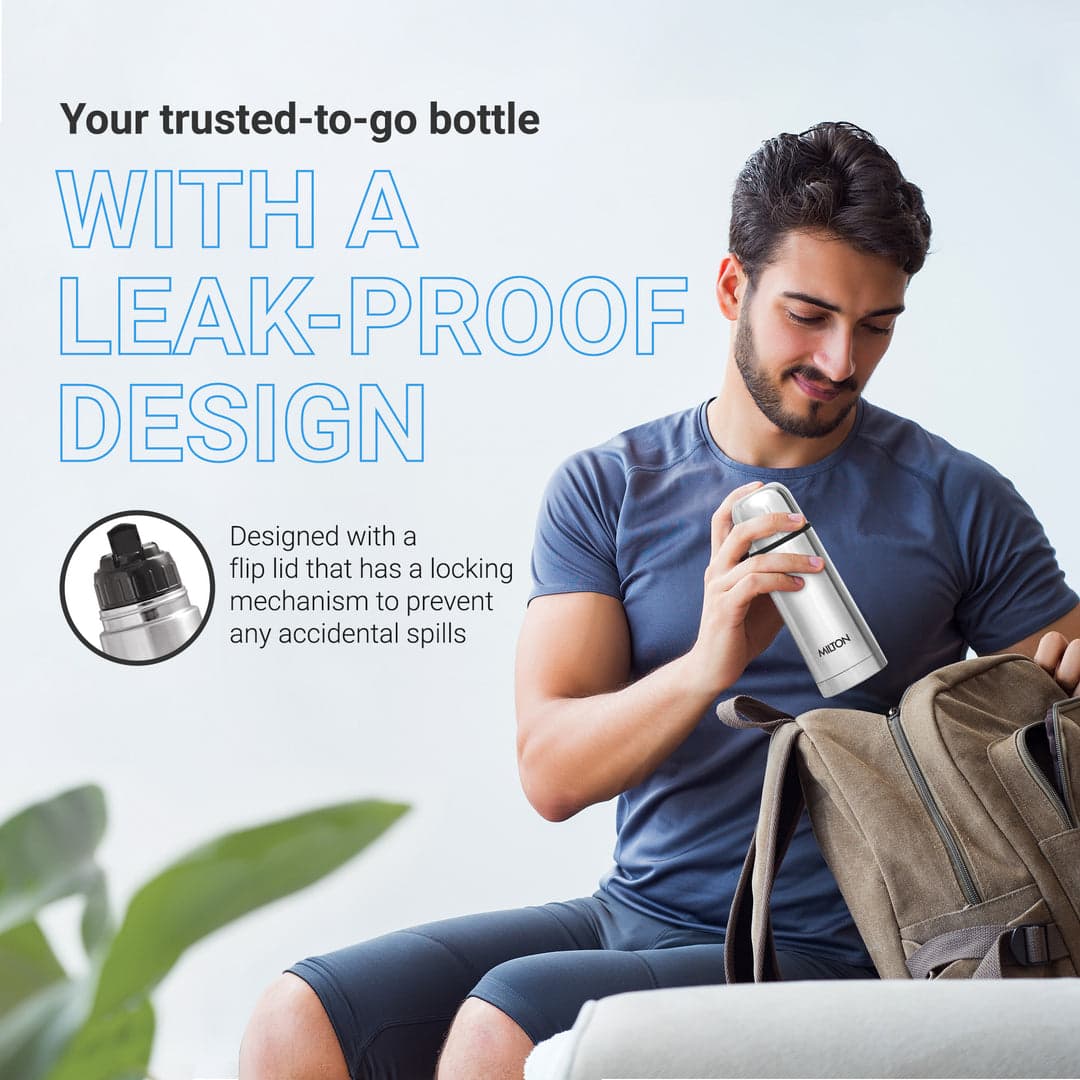 Your trusted-to-go bottle
WITH A
LEAK-PROOF
DESIGN
Designed with a
flip lid that has a locking
mechanism to prevent
any accidental spills
MILTON